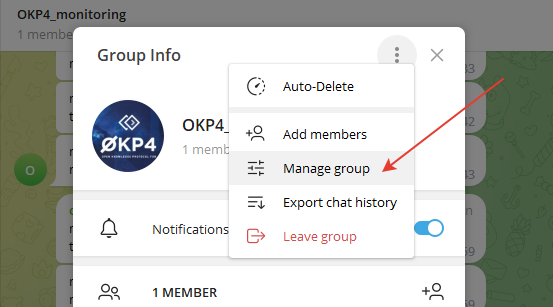 OKP4_monitoring
1 membe
Group Info
Auto-Delete
OKP4_
Add members
1 memb
ØKP4
OPEN KNOWLEDGE PROTOCOL FOR
Manage group
O
Export chat history
Notifications
Leave group
1 MEMBER